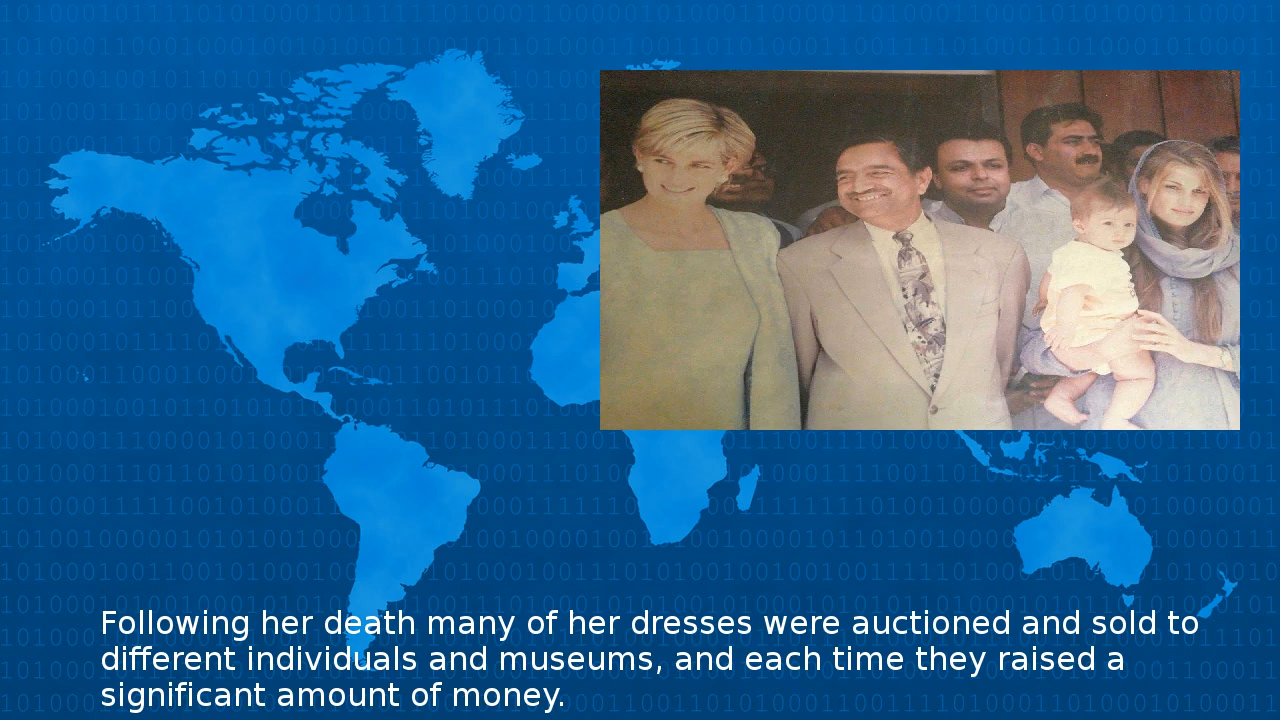 Following her death many of her dresses were auctioned and sold to
different individuals and museums, and each time they raised a
significant amount of money.